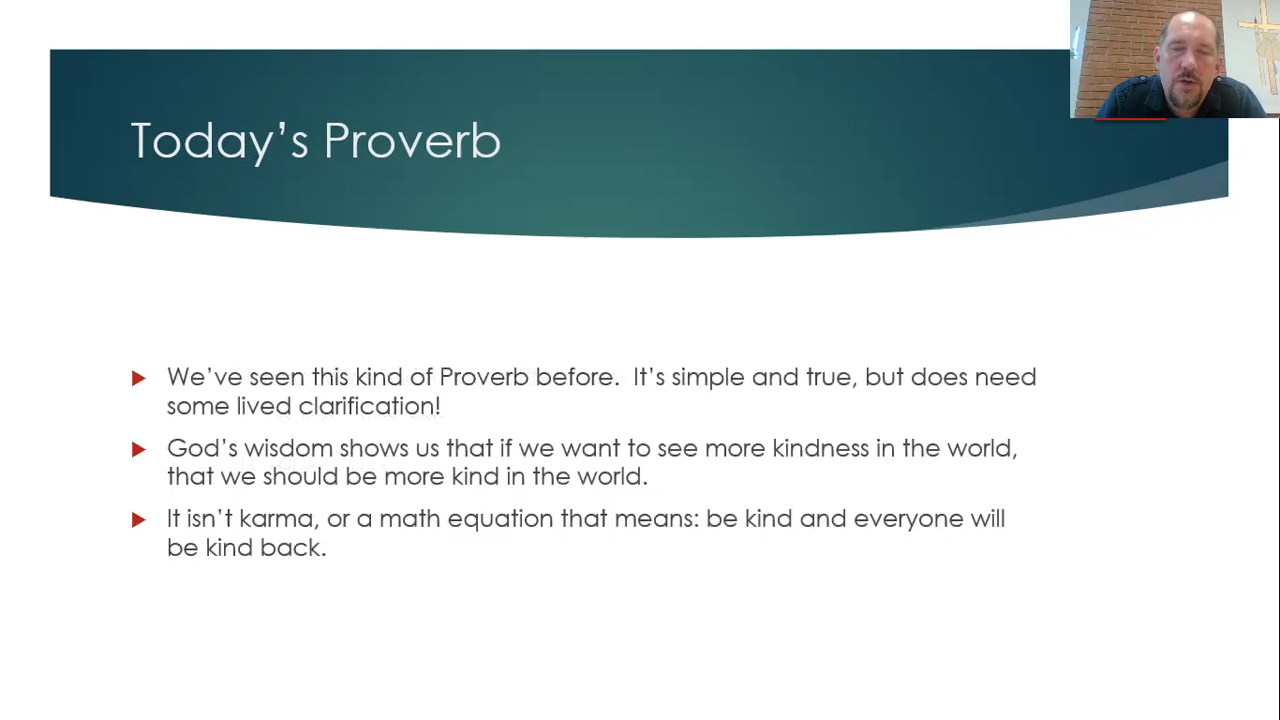 Today’s Proverb
We’ve seen this kind of Proverb before.  It’s simple and true, but does need
some lived clarification!
God’s wisdom shows us that if we want to see more kindness in the world,
that we should be more kind in the world.
It isn’t karma, or a math equation that means: be kind and everyone will
be kind back.